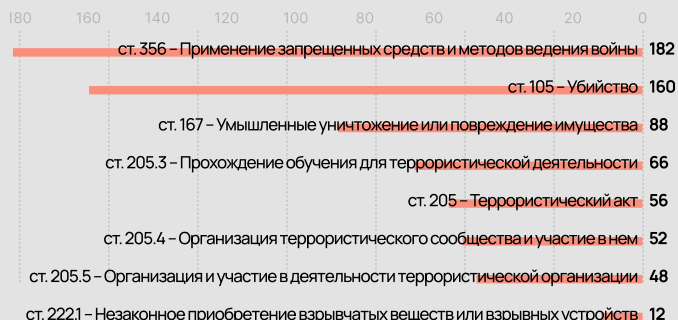 180 160 140 120 100 80 60 40 20 0
ст. 356 – Применение запрещенных средств и методов ведения войны 182
ст. 105 – Убийство 160
ст. 167 – Умышленные уничтожение или повреждение имущества 88
ст. 205.3 – Прохождение обучения для террористической деятельности 66
ст. 205 – Террористический акт 56
ст. 205.4 – Организация террористического сообщества и участие в нем 52
ст. 205.5 – Организация и участие в деятельности террористической организации 48
ст. 222.1 – Незаконное приобретение взрывчатых веществ или взрывных устройств 12